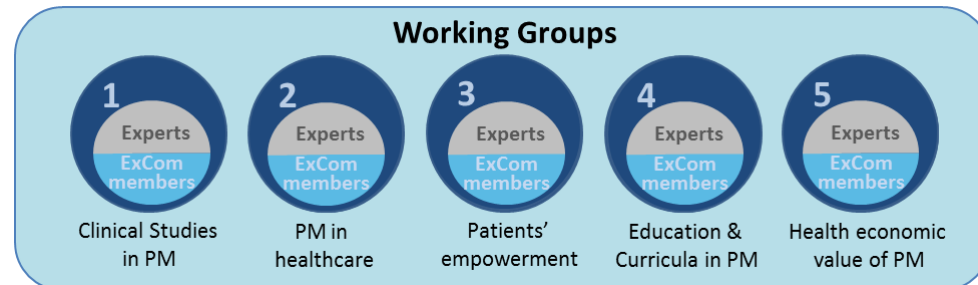 Working Groups
1
Experts
ExCom
members
Clinical Studies
in PM
2
Experts
ExCom
members
PM in
healthcare
3
Experts
ExCom
members
Patients’
empowerment
4
Experts
ExCom
members
Education &
Curricula in PM
5
Experts
ExCom
members
Health economic
value of PM